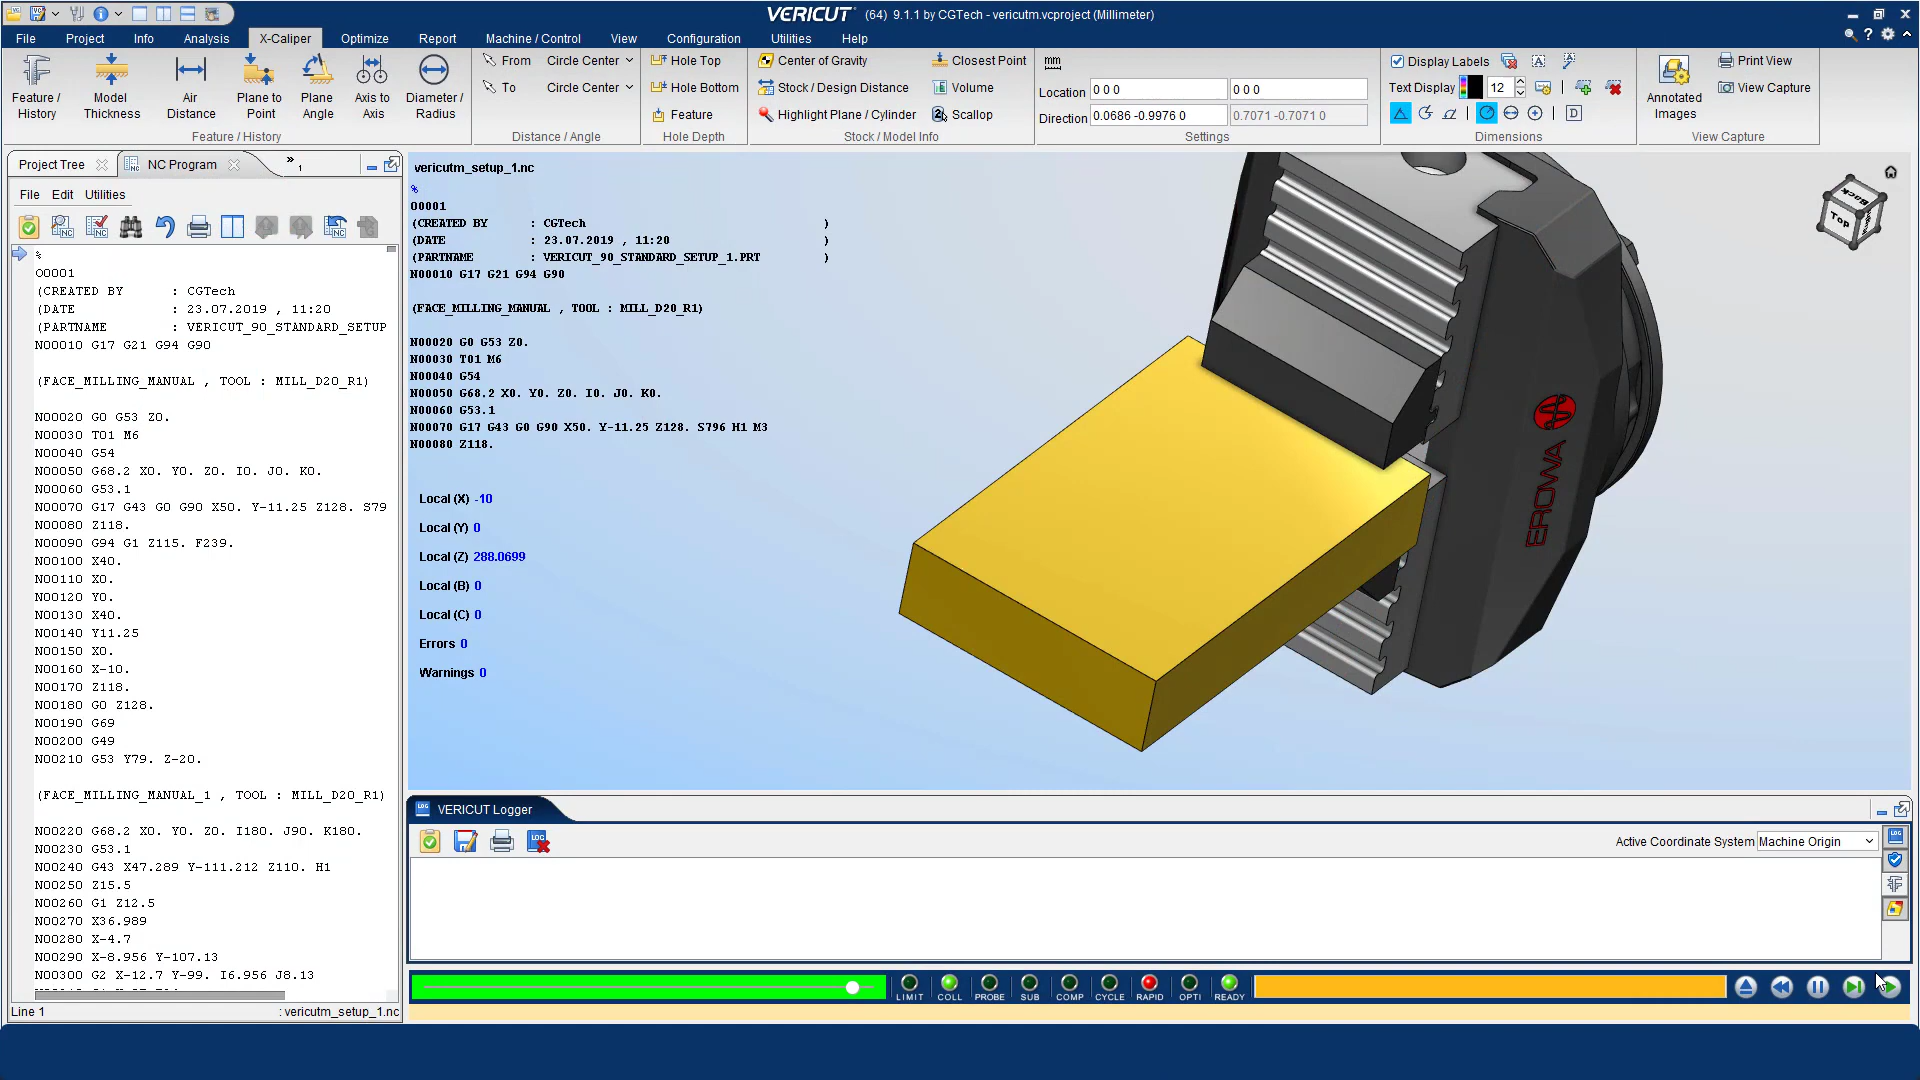 VERICUT (64) 9.1.1 by CGTech - vericutm.vcproject (Millimeter)
File Project Info Analysis X-Caliper Optimize Report Machine / Control View Configuration Utilities Help
Feature / History
Model Thickness
Air Distance
Plane to Point
Plane Angle
Axis to Axis
Diameter / Radius
Feature / History
From Circle Center
To Circle Center
Distance / Angle
Hole Top
Hole Bottom
Feature
Hole Depth
Center of Gravity
Stock / Design Distance
Highlight Plane / Cylinder
Closest Point
Volume
Scallop
Stock / Model Info
mm
Location 0 0 0 0 0 0
Direction 0.0686 -0.9976 0 0.7071 -0.7071 0
Settings
Display Labels
Text Display 12
Dimensions
Annotated Images
Print View
View Capture
View Capture
Project Tree
NC Program
» 1
File Edit Utilities
%
O0001
(CREATED BY : CGTech
(DATE : 23.07.2019 , 11:20
(PARTNAME : VERICUT_90_STANDARD_SETUP
N00010 G17 G21 G94 G90
(FACE_MILLING_MANUAL , TOOL : MILL_D20_R1)
N00020 G0 G53 Z0.
N00030 T01 M6
N00040 G54
N00050 G68.2 X0. Y0. Z0. I0. J0. K0.
N00060 G53.1
N00070 G17 G43 G0 G90 X50. Y-11.25 Z128. S79
N00080 Z118.
N00090 G94 G1 Z115. F239.
N00100 X40.
N00110 X0.
N00120 Y0.
N00130 X40.
N00140 Y11.25
N00150 X0.
N00160 X-10.
N00170 Z118.
N00180 G0 Z128.
N00190 G69
N00200 G49
N00210 G53 Y79. Z-20.
(FACE_MILLING_MANUAL_1 , TOOL : MILL_D20_R1)
N00220 G68.2 X0. Y0. Z0. I180. J90. K180.
N00230 G53.1
N00240 G43 X47.289 Y-111.212 Z110. H1
N00250 Z15.5
N00260 G1 Z12.5
N00270 X36.989
N00280 X-4.7
N00290 X-8.956 Y-107.13
N00300 G2 X-12.7 Y-99. I6.956 J8.13
Line 1 : vericutm_setup_1.nc
vericutm_setup_1.nc
%
O0001
(CREATED BY : CGTech )
(DATE : 23.07.2019 , 11:20 )
(PARTNAME : VERICUT_90_STANDARD_SETUP_1.PRT )
N00010 G17 G21 G94 G90
(FACE_MILLING_MANUAL , TOOL : MILL_D20_R1)
N00020 G0 G53 Z0.
N00030 T01 M6
N00040 G54
N00050 G68.2 X0. Y0. Z0. I0. J0. K0.
N00060 G53.1
N00070 G17 G43 G0 G90 X50. Y-11.25 Z128. S796 H1 M3
N00080 Z118.
Local (X) -10
Local (Y) 0
Local (Z) 288.0699
Local (B) 0
Local (C) 0
Errors 0
Warnings 0
EROWA
Top
Back
VERICUT Logger
Active Coordinate System Machine Origin
LIMIT COLL PROBE SUB COMP CYCLE RAPID OPTI READY